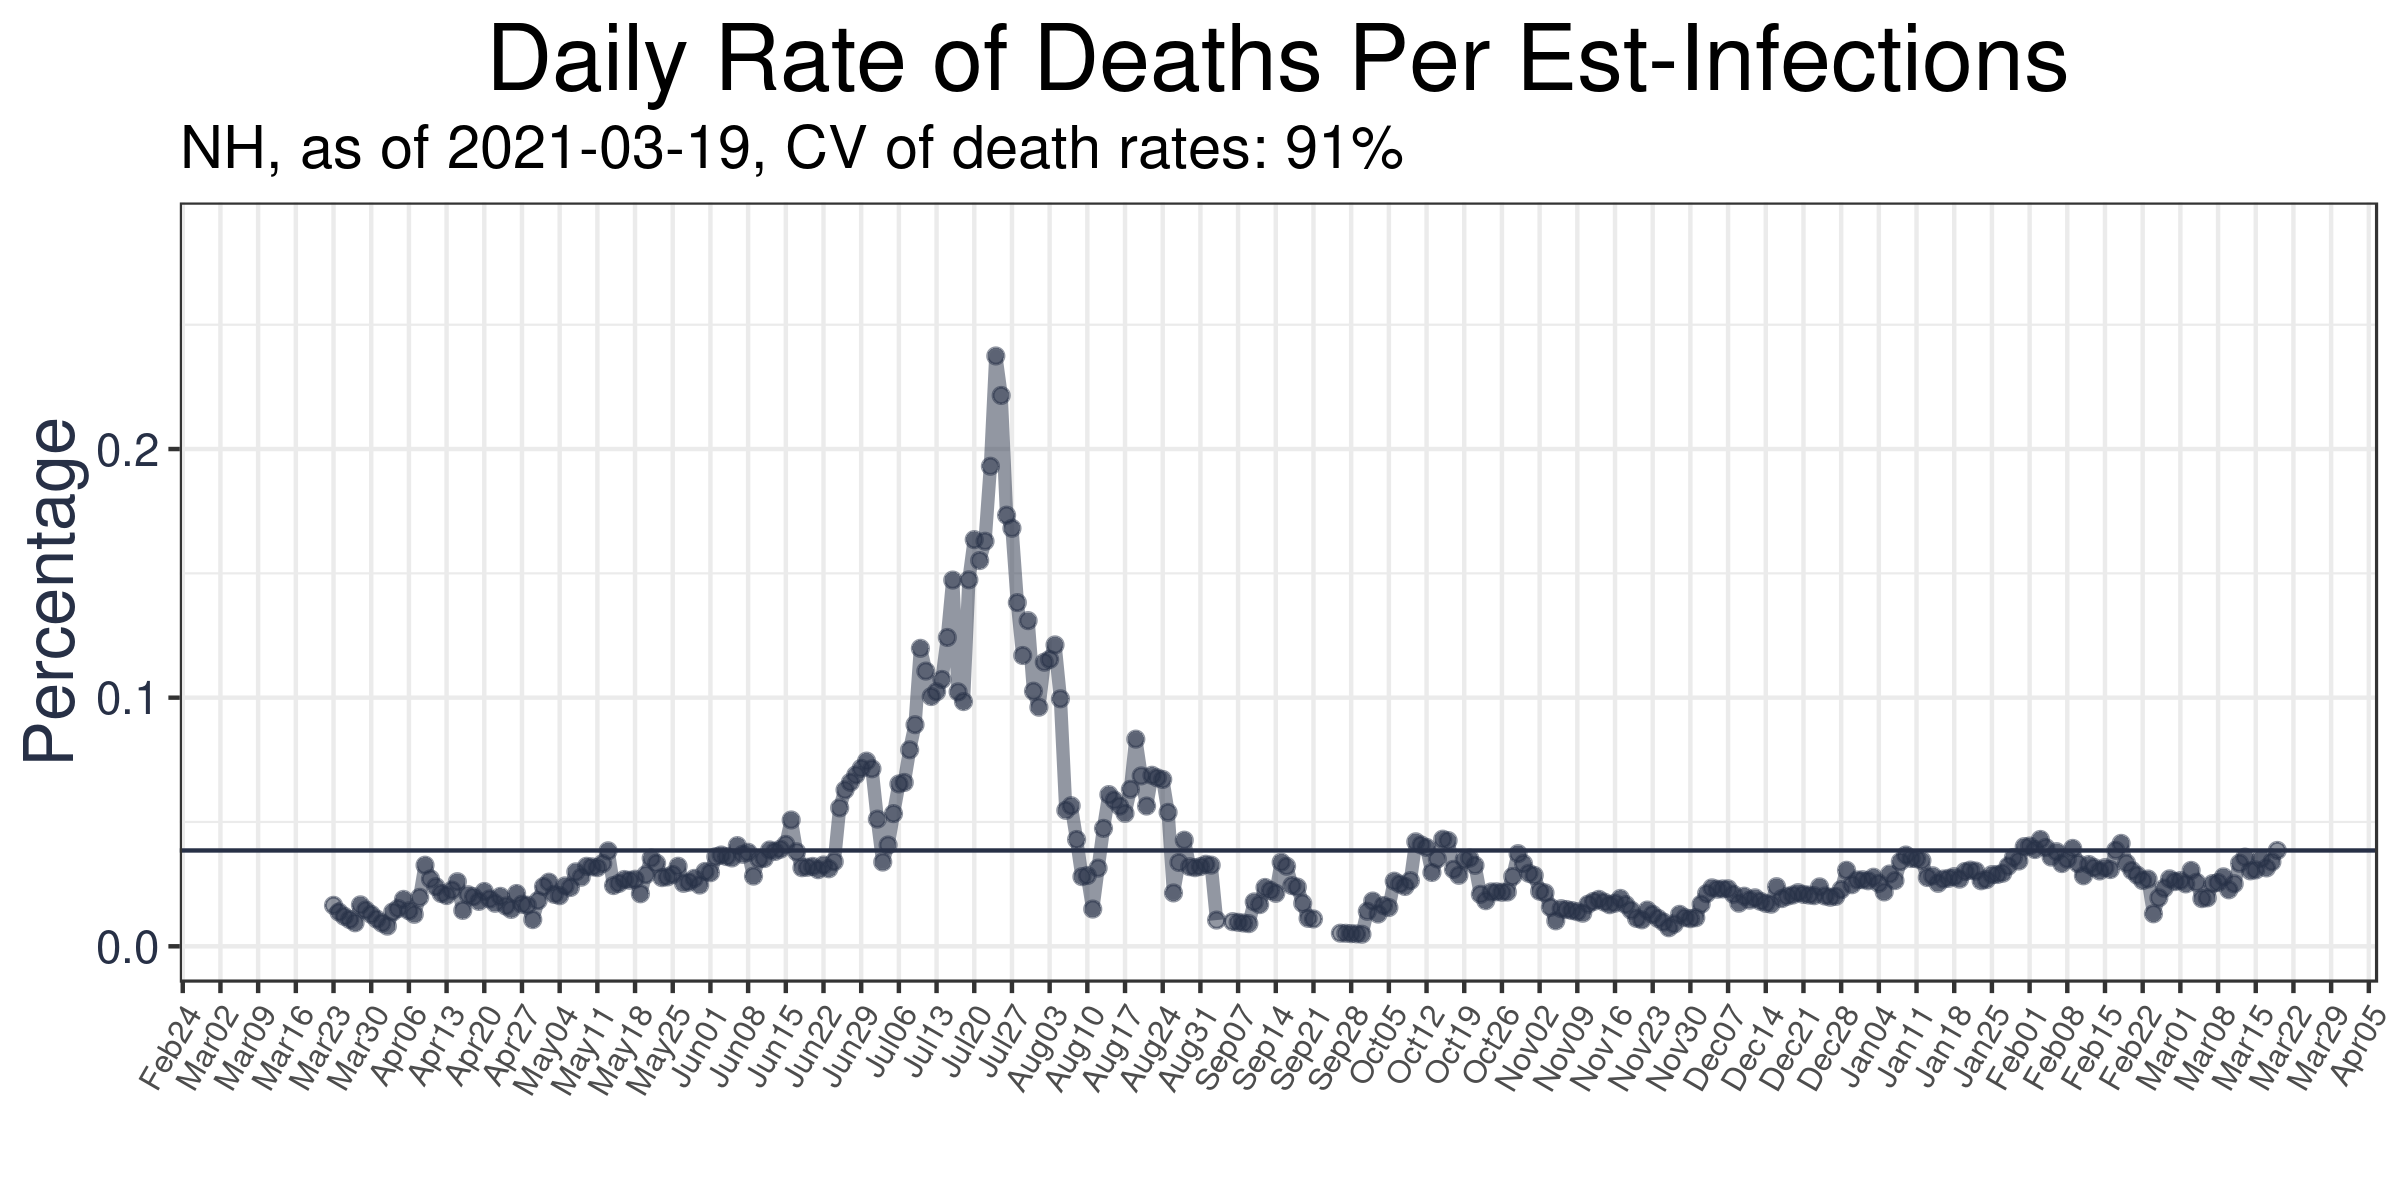 Daily Rate of Deaths Per Est-Infections
NH, as of 2021-03-19, CV of death rates: 91%
Percentage
0.2
0.1
0.0
Feb24
Mar02
Mar09
Mar16
Mar23
Mar30
Apr06
Apr13
Apr20
Apr27
May04
May11
May18
May25
Jun01
Jun08
Jun15
Jun22
Jun29
Jul06
Jul13
Jul20
Jul27
Aug03
Aug10
Aug17
Aug24
Aug31
Sep07
Sep14
Sep21
Sep28
Oct05
Oct12
Oct19
Oct26
Nov02
Nov09
Nov16
Nov23
Nov30
Dec07
Dec14
Dec21
Dec28
Jan04
Jan11
Jan18
Jan25
Feb01
Feb08
Feb15
Feb22
Mar01
Mar08
Mar15
Mar22
Mar29
Apr05